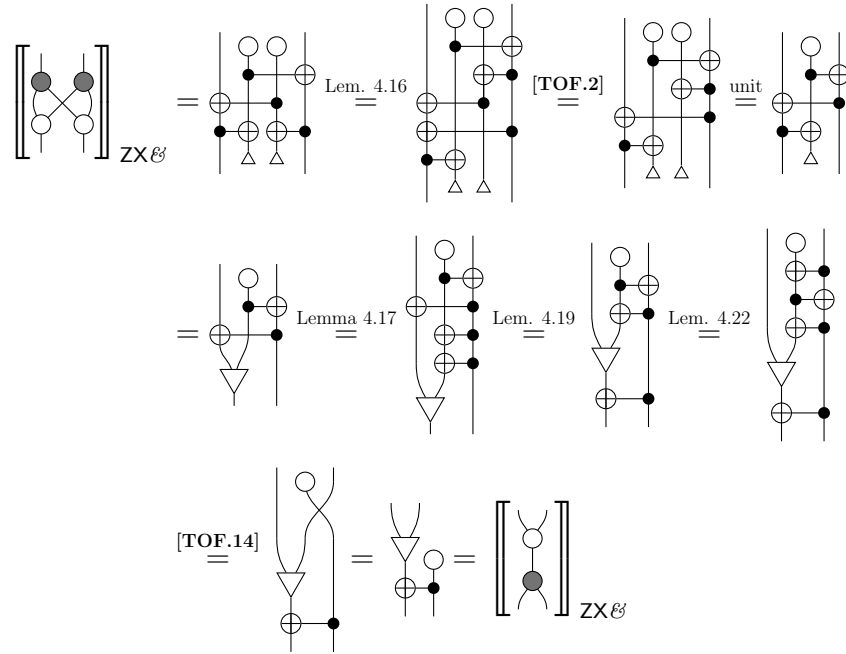 = Lem. 4.16 = [TOF.2] = unit =
ZX&
= Lemma 4.17 = Lem. 4.19 = Lem. 4.22 =
[TOF.14] = = =
ZX&